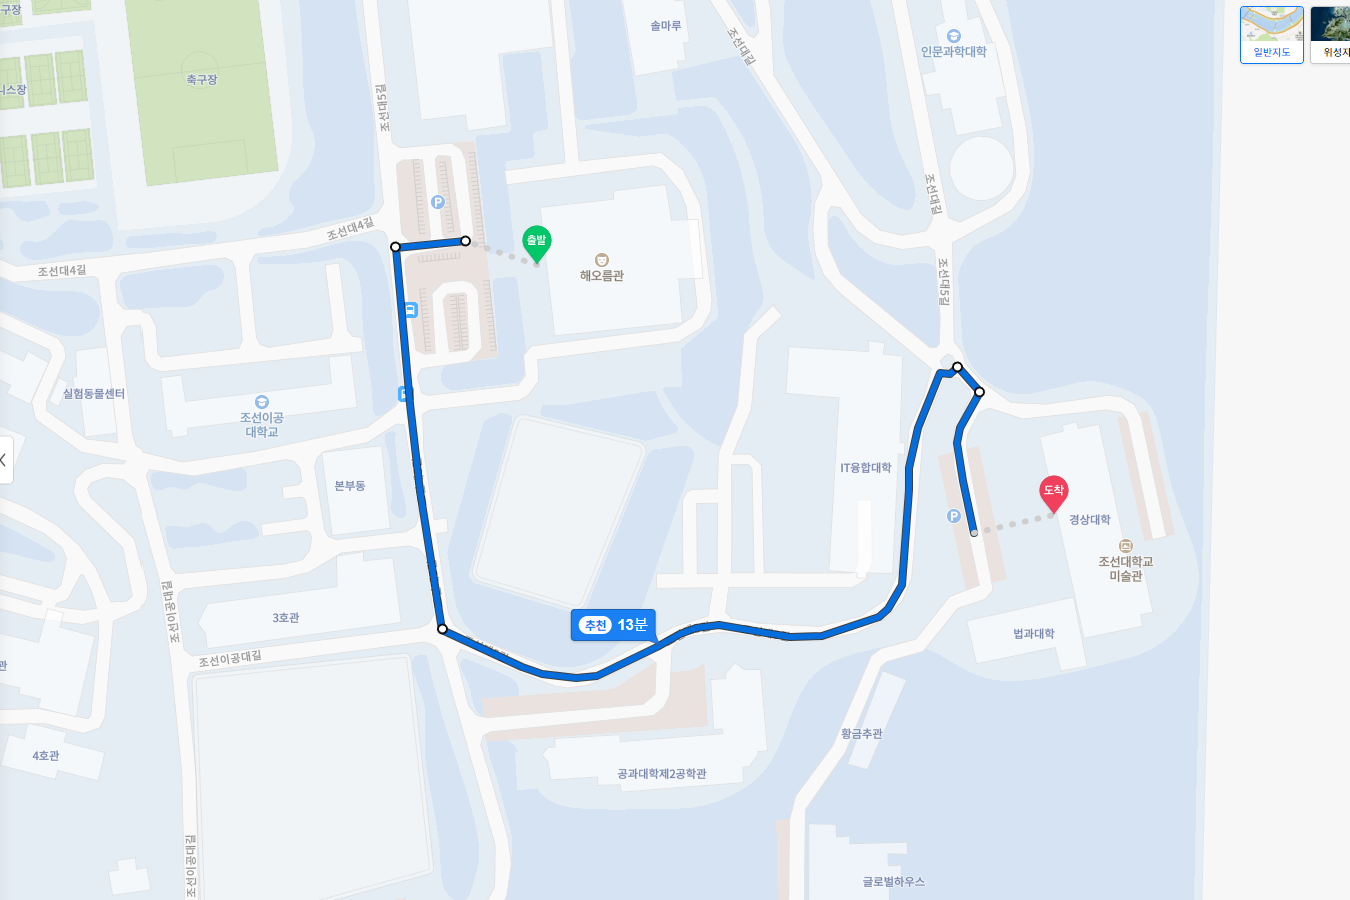 구장
솔마루
조선대길
인문과학대학
일반지도
위성지
축구장
니스장
조선대5길
P
조선대길
조선대4길
출발
해오름관
조선대4길
조선대5길
실험동물센터
조선이공
대학교
IT융합대학
본부동
도착
P
경상대학
조선대학교
미술관
조선이공대길
3호관
추천 13분
법과대학
조선이공대길
관
황금추관
4호관
공과대학제2공학관
조선이공대길
글로벌하우스